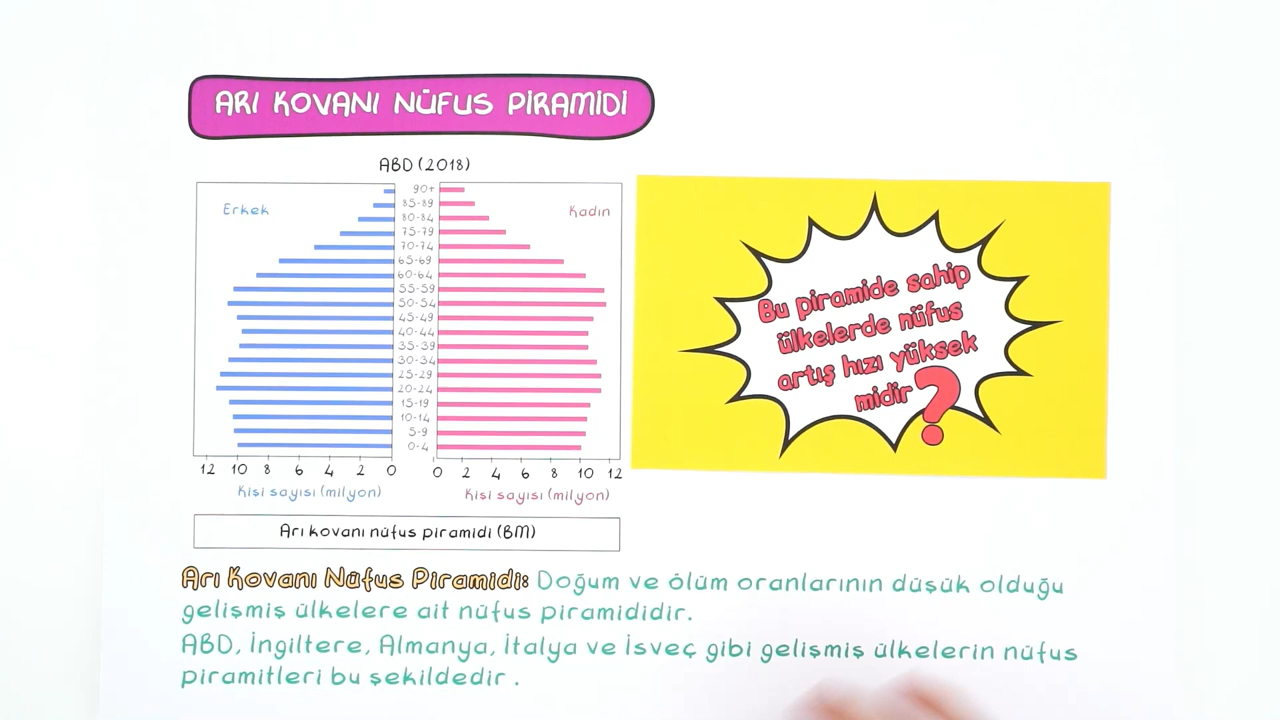 ARI KOVANI NÜFUS PİRAMİDİ
ABD (2018)
Erkek
Kadın
90+
85-89
80-84
75-79
70-74
65-69
60-64
55-59
50-54
45-49
40-44
35-39
30-34
25-29
20-24
15-19
10-14
5-9
0-4
12 10 8 6 4 2 0
0 2 4 6 8 10 12
Kişi sayısı (milyon)
Kişi sayısı (milyon)
Arı kovanı nüfus piramidi (BM)
Bu piramide sahip
ülkelerde nüfus
artış hızı yüksek
midir?
Arı Kovanı Nüfus Piramidi: Doğum ve ölüm oranlarının düşük olduğu
gelişmiş ülkelere ait nüfus piramididir.
ABD, İngiltere, Almanya, İtalya ve İsveç gibi gelişmiş ülkelerin nüfus
piramitleri bu şekildedir .